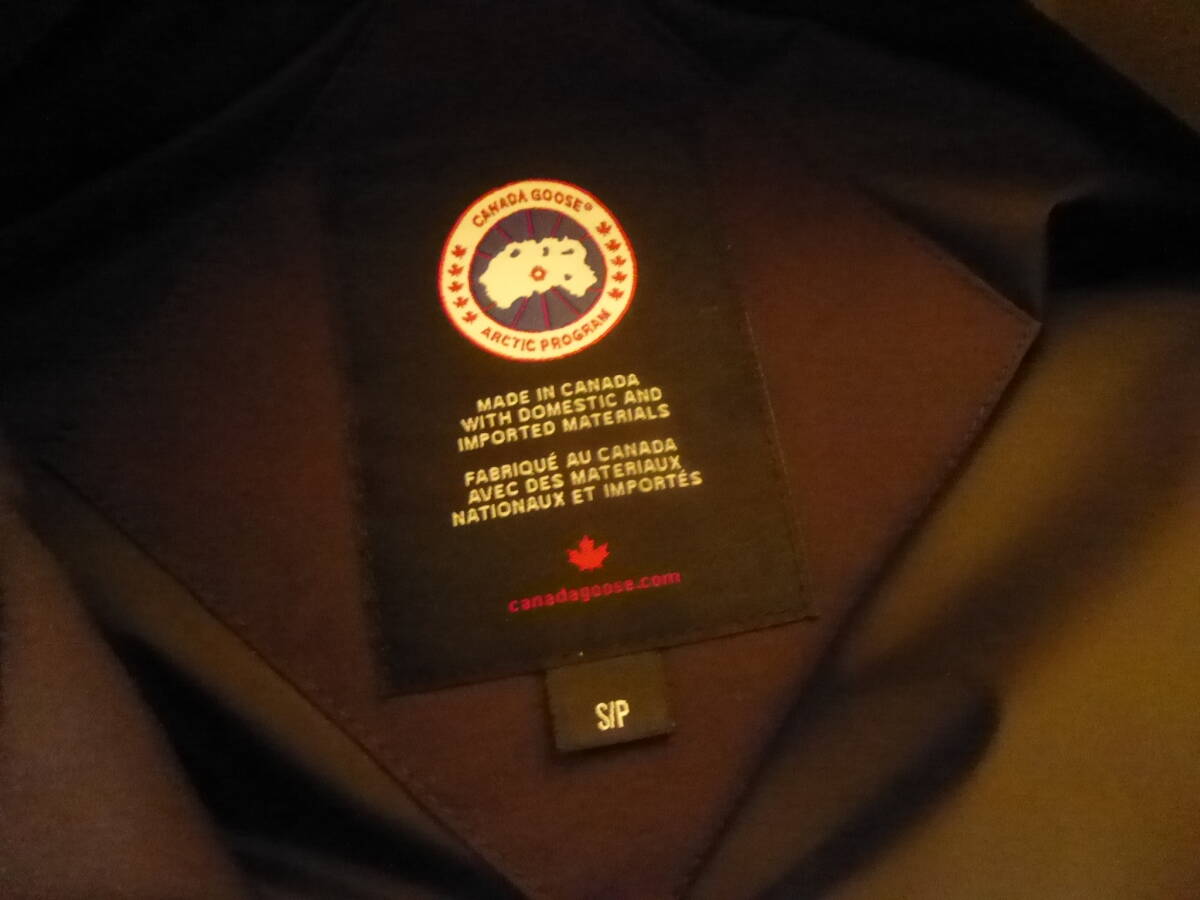 CANADA GOOSE®
ARCTIC PROGRAM
MADE IN CANADA
WITH DOMESTIC AND
IMPORTED MATERIALS
FABRIQUÉ AU CANADA
AVEC DES MATERIAUX
NATIONAUX ET IMPORTÉS
canadagoose.com
S/P